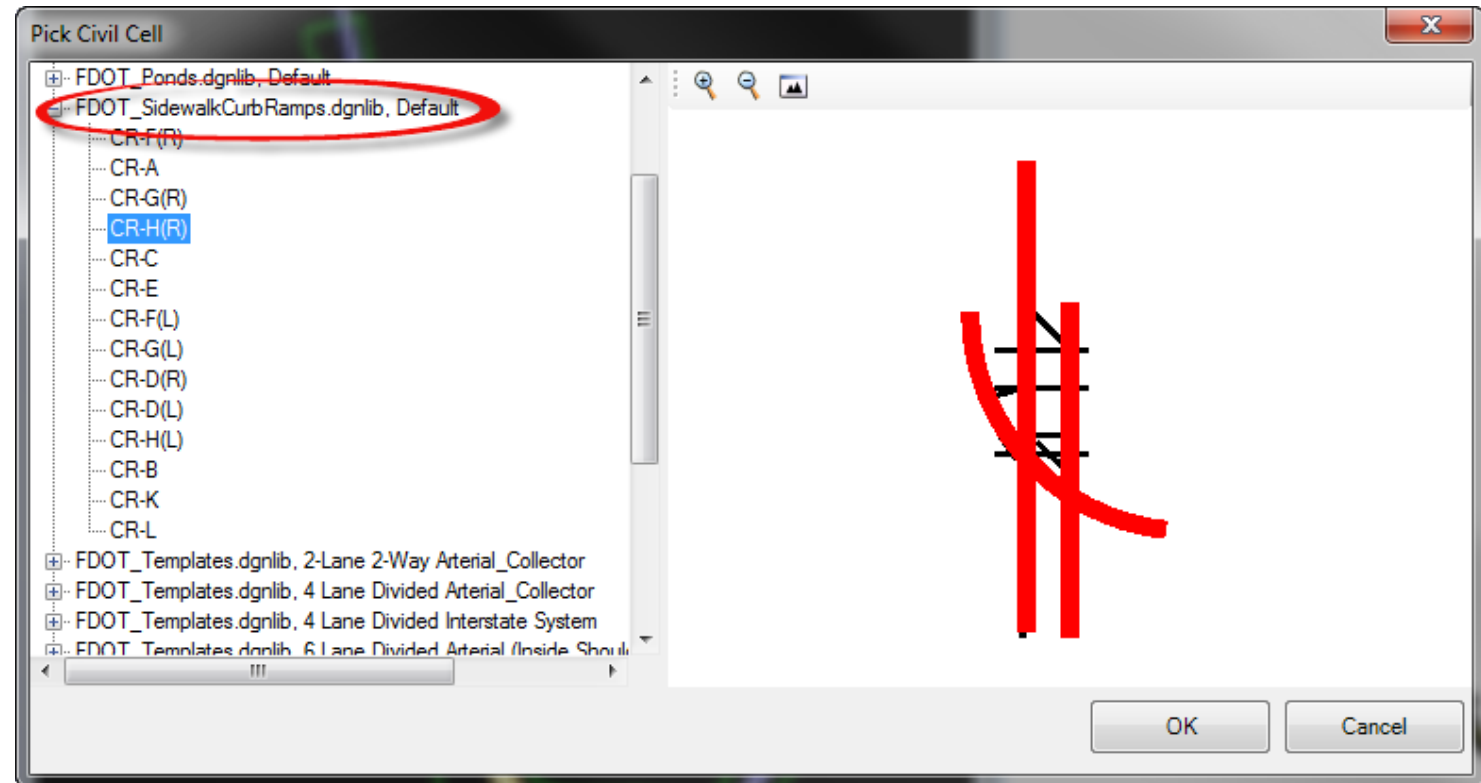 Pick Civil Cell
FDOT_Ponds.dgnlib, Default
FDOT_SidewalkCurbRamps.dgnlib, Default
CR-F(R)
CR-A
CR-G(R)
CR-H(R)
CR-C
CR-E
CR-F(L)
CR-G(L)
CR-D(R)
CR-D(L)
CR-H(L)
CR-B
CR-K
CR-L
FDOT_Templates.dgnlib, 2-Lane 2-Way Arterial_Collector
FDOT_Templates.dgnlib, 4 Lane Divided Arterial_Collector
FDOT_Templates.dgnlib, 4 Lane Divided Interstate System
FDOT_Templates.dgnlib, 6 Lane Divided Arterial (Inside Shoul
OK
Cancel